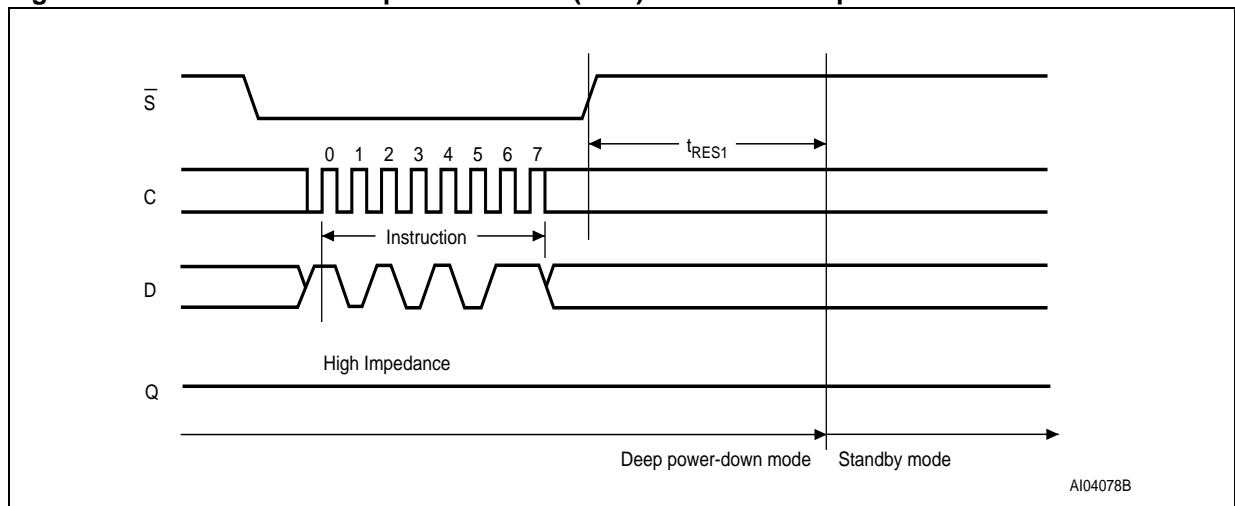 S
tRES1
0 1 2 3 4 5 6 7
C
Instruction
D
High Impedance
Q
Deep power-down mode Standby mode
AI04078B